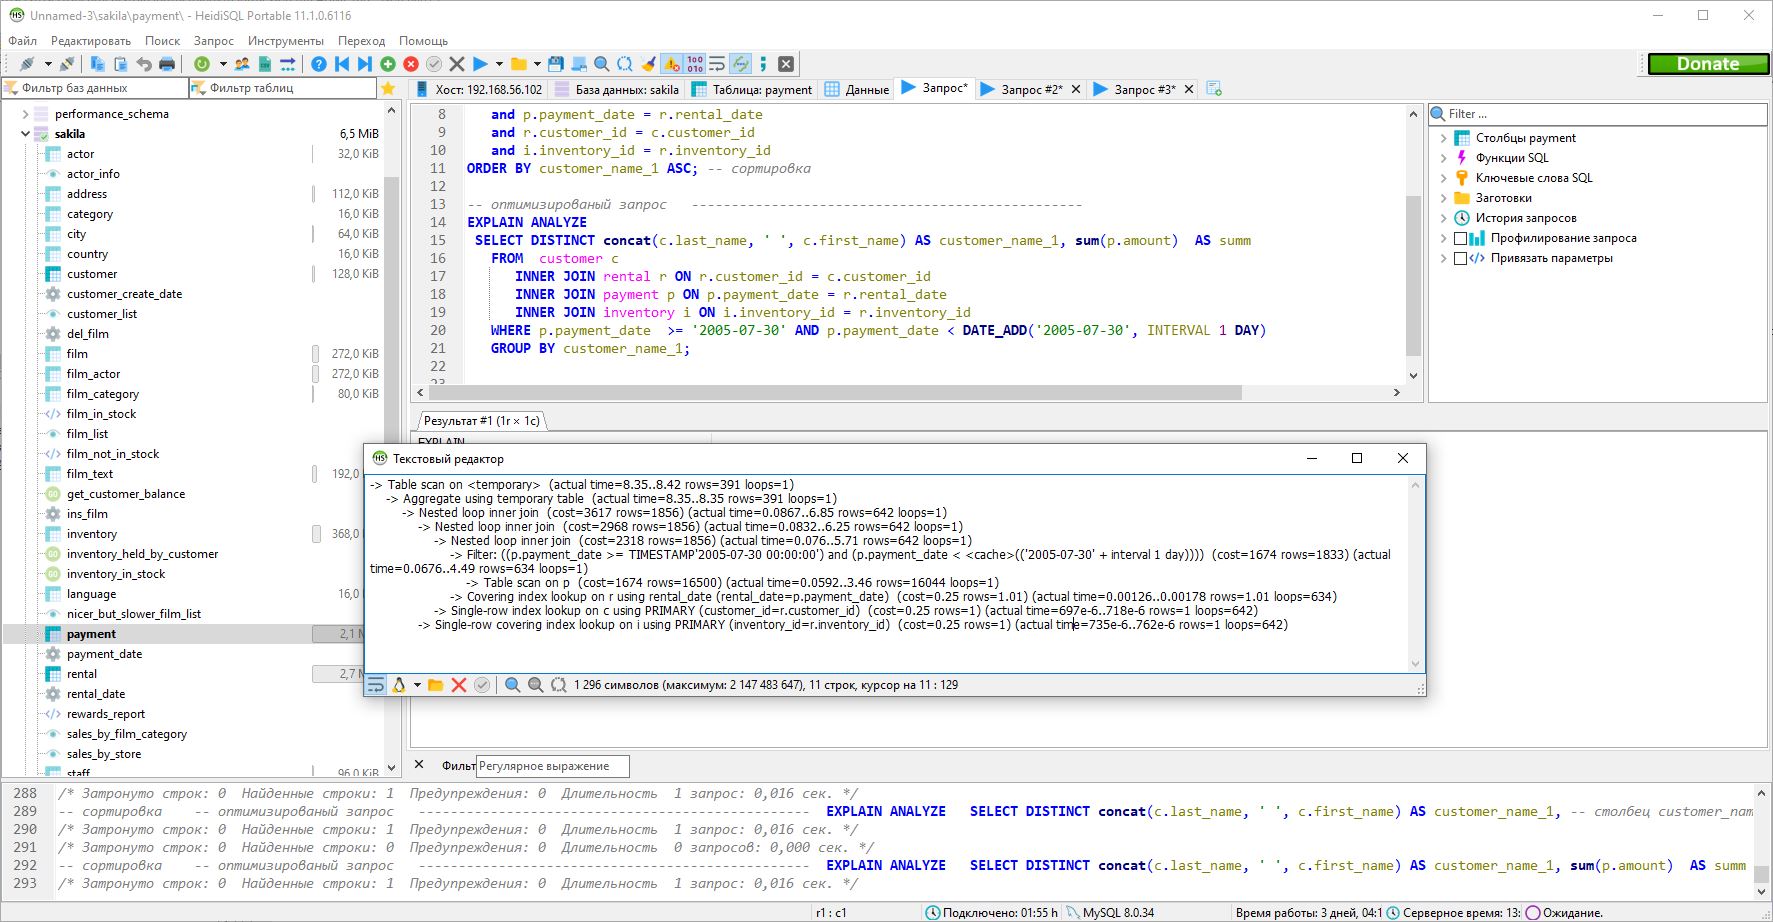 Unnamed-3\sakila\payment\ - HeidiSQL Portable 11.1.0.6116
Файл Редактировать Поиск Запрос Инструменты Переход Помощь
Donate
Фильтр баз данных Фильтр таблиц
Хост: 192.168.56.102 База данных: sakila Таблица: payment Данные Запрос* Запрос #2* Запрос #3*
performance_schema
sakila 6,5 MiB
actor 32,0 KiB
actor_info
address 112,0 KiB
category 16,0 KiB
city 64,0 KiB
country 16,0 KiB
customer 128,0 KiB
customer_create_date
customer_list
del_film
film 272,0 KiB
film_actor 272,0 KiB
film_category 80,0 KiB
film_in_stock
film_list
film_not_in_stock
film_text 192,0
get_customer_balance
ins_film
inventory 368,0
inventory_held_by_customer
inventory_in_stock
language 16,0
nicer_but_slower_film_list
payment 2,1
payment_date
rental 2,7
rental_date
rewards_report
sales_by_film_category
sales_by_store
staff 96,0 KiB
8 and p.payment_date = r.rental_date
9 and r.customer_id = c.customer_id
10 and i.inventory_id = r.inventory_id
11 ORDER BY customer_name_1 ASC; -- сортировка
12
13 -- оптимизированый запрос -------------------------------------------------
14 EXPLAIN ANALYZE
15 SELECT DISTINCT concat(c.last_name, ' ', c.first_name) AS customer_name_1, sum(p.amount) AS summ
16 FROM customer c
17 INNER JOIN rental r ON r.customer_id = c.customer_id
18 INNER JOIN payment p ON p.payment_date = r.rental_date
19 INNER JOIN inventory i ON i.inventory_id = r.inventory_id
20 WHERE p.payment_date >= '2005-07-30' AND p.payment_date < DATE_ADD('2005-07-30', INTERVAL 1 DAY)
21 GROUP BY customer_name_1;
22
23
Filter ...
Столбцы payment
Функции SQL
Ключевые слова SQL
Заготовки
История запросов
Профилирование запроса
Привязать параметры
Результат #1 (1r × 1c)
EXPLAIN
Текстовый редактор
-> Table scan on <temporary> (actual time=8.35..8.42 rows=391 loops=1)
-> Aggregate using temporary table (actual time=8.35..8.35 rows=391 loops=1)
-> Nested loop inner join (cost=3617 rows=1856) (actual time=0.0867..6.85 rows=642 loops=1)
-> Nested loop inner join (cost=2968 rows=1856) (actual time=0.0832..6.25 rows=642 loops=1)
-> Nested loop inner join (cost=2318 rows=1856) (actual time=0.076..5.71 rows=642 loops=1)
-> Filter: ((p.payment_date >= TIMESTAMP'2005-07-30 00:00:00') and (p.payment_date < <cache>(('2005-07-30' + interval 1 day)))) (cost=1674 rows=1833) (actual
time=0.0676..4.49 rows=634 loops=1)
-> Table scan on p (cost=1674 rows=16500) (actual time=0.0592..3.46 rows=16044 loops=1)
-> Covering index lookup on r using rental_date (rental_date=p.payment_date) (cost=0.25 rows=1.01) (actual time=0.00126..0.00178 rows=1.01 loops=634)
-> Single-row index lookup on c using PRIMARY (customer_id=r.customer_id) (cost=0.25 rows=1) (actual time=697e-6..718e-6 rows=1 loops=642)
-> Single-row covering index lookup on i using PRIMARY (inventory_id=r.inventory_id) (cost=0.25 rows=1) (actual time=735e-6..762e-6 rows=1 loops=642)
1 296 символов (максимум: 2 147 483 647), 11 строк, курсор на 11 : 129
Фильт Регулярное выражение
288 /* Затронуто строк: 0 Найденные строки: 1 Предупреждения: 0 Длительность 1 запрос: 0,016 сек. */
289 -- сортировка -- оптимизированый запрос ------------------------------------------------- EXPLAIN ANALYZE SELECT DISTINCT concat(c.last_name, ' ', c.first_name) AS customer_name_1, -- столбец customer_nam
290 /* Затронуто строк: 0 Найденные строки: 1 Предупреждения: 0 Длительность 1 запрос: 0,016 сек. */
291 /* Затронуто строк: 0 Найденные строки: 0 Предупреждения: 0 Длительность 0 запросов: 0,000 сек. */
292 -- сортировка -- оптимизированый запрос ------------------------------------------------- EXPLAIN ANALYZE SELECT DISTINCT concat(c.last_name, ' ', c.first_name) AS customer_name_1, sum(p.amount) AS summ
293 /* Затронуто строк: 0 Найденные строки: 1 Предупреждения: 0 Длительность 1 запрос: 0,016 сек. */
r1 : c1 Подключено: 01:55 h MySQL 8.0.34 Время работы: 3 дней, 04:1 Серверное время: 13: Ожидание.